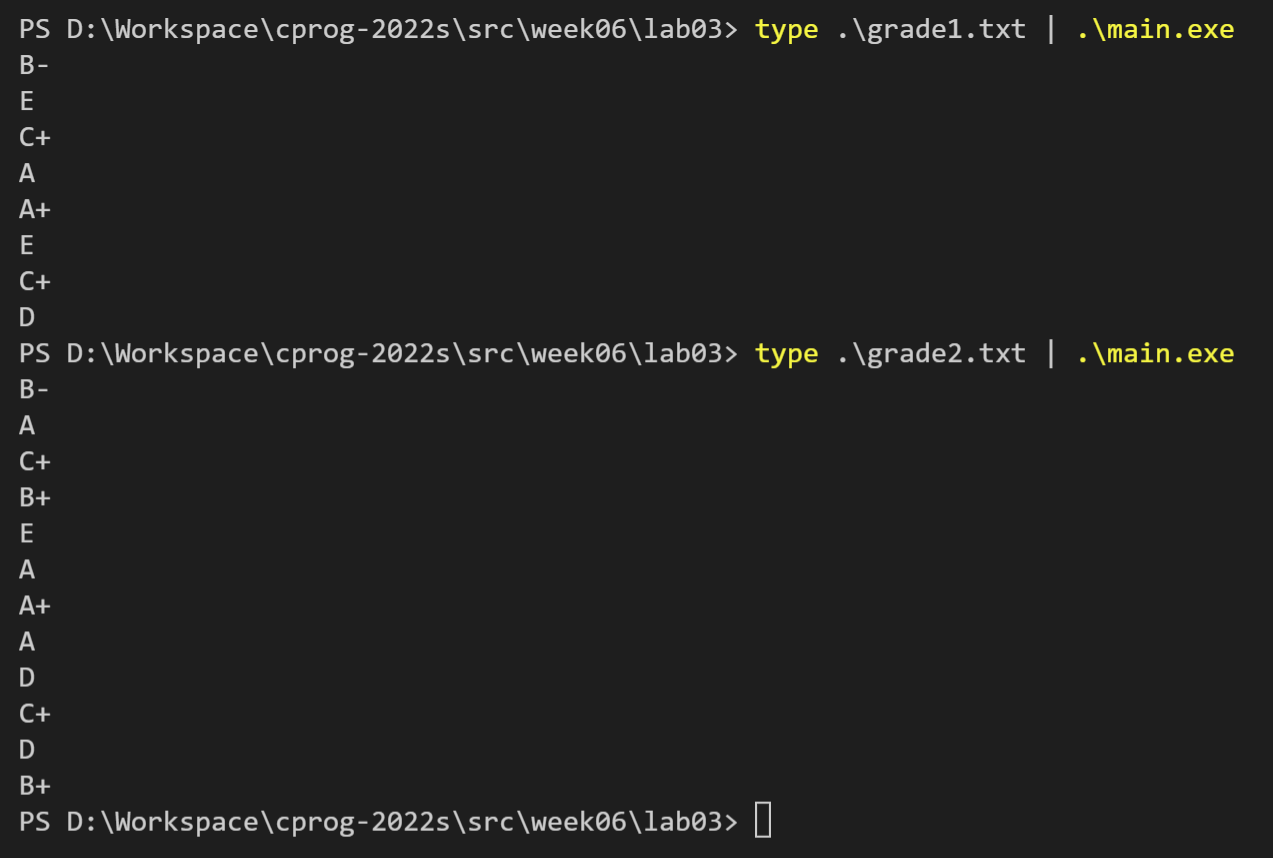 PS D:\Workspace\cprog-2022s\src\week06\lab03> type .\grade1.txt | .\main.exe
B-
E
C+
A
A+
E
C+
D
PS D:\Workspace\cprog-2022s\src\week06\lab03> type .\grade2.txt | .\main.exe
B-
A
C+
B+
E
A
A+
A
D
C+
D
B+
PS D:\Workspace\cprog-2022s\src\week06\lab03>